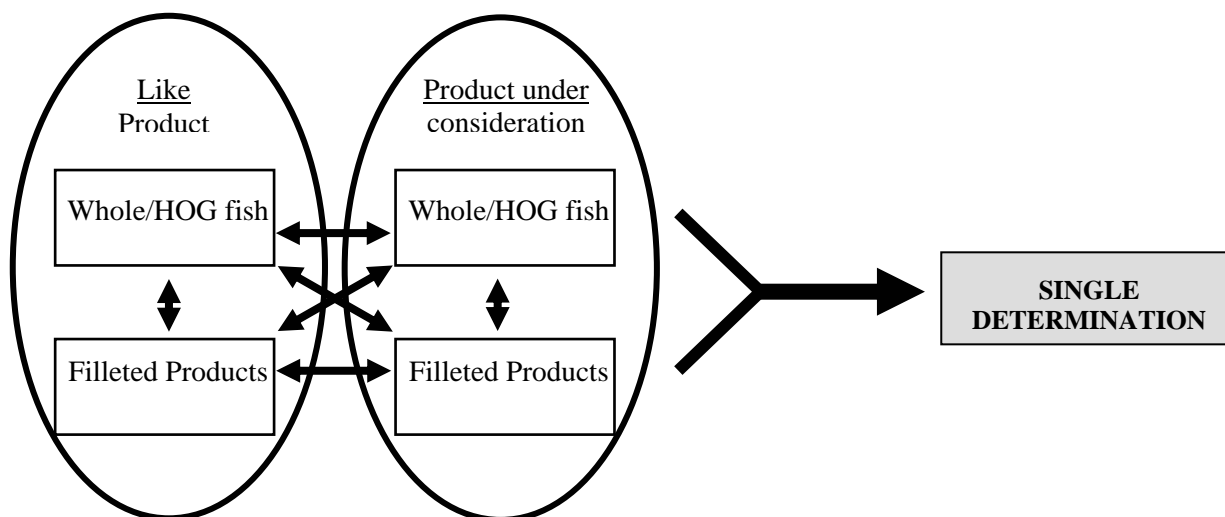 Like
Product
Whole/HOG fish
Filleted Products
Product under
consideration
Whole/HOG fish
Filleted Products
SINGLE
DETERMINATION